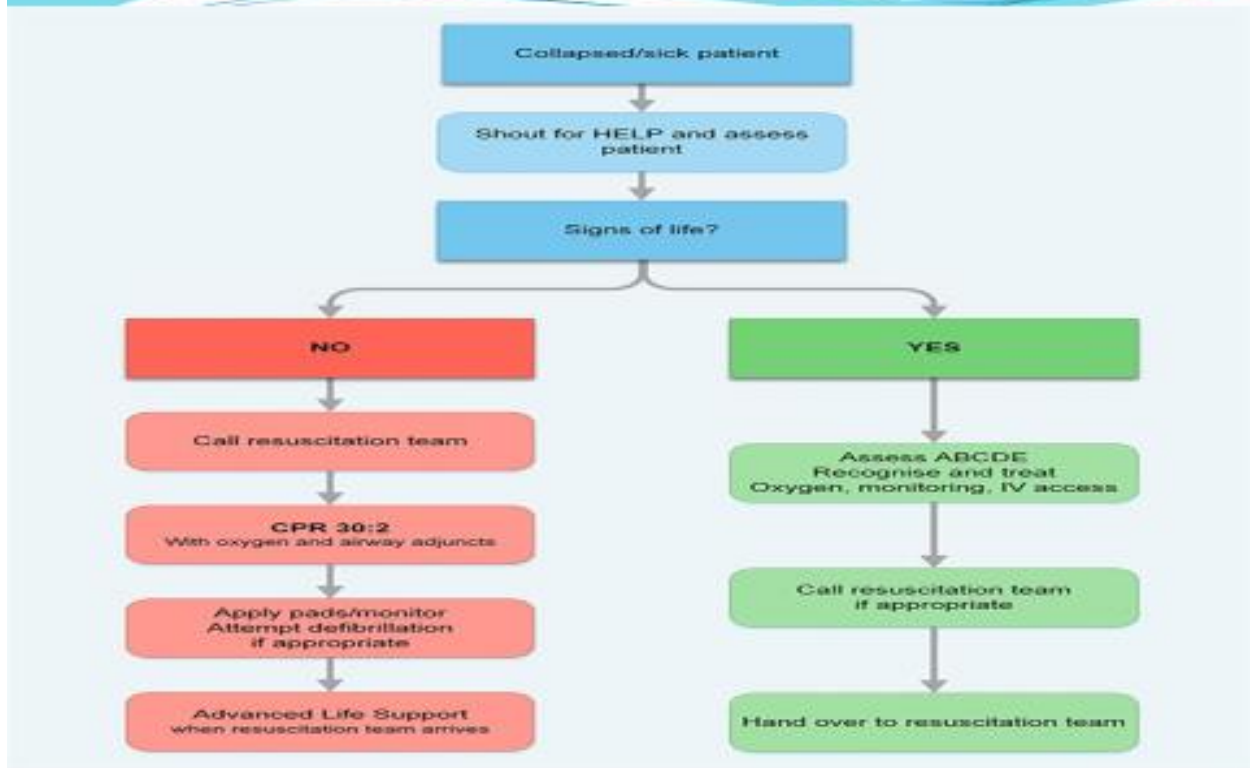 Collapsed/sick patient
Shout for HELP and assess
patient
Signs of life?
NO
Call resuscitation team
CPR 30:2
With oxygen and airway adjuncts
Apply pads/monitor
Attempt defibrillation
if appropriate
Advanced Life Support
when resuscitation team arrives
YES
Assess ABCDE
Recognise and treat
Oxygen, monitoring, IV access
Call resuscitation team
if appropriate
Hand over to resuscitation team